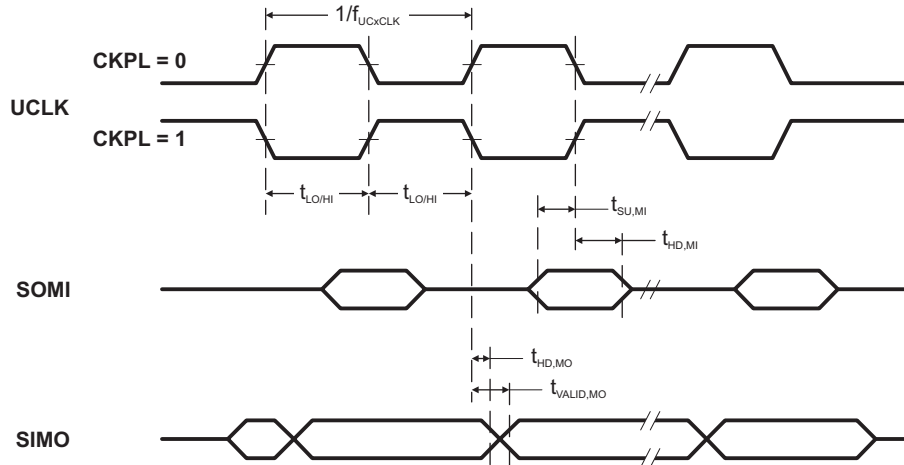 1/fUCxCLK
CKPL = 0
UCLK
CKPL = 1
tLO/HI tLO/HI
tSU,MI
tHD,MI
SOMI
tHD,MO
tVALID,MO
SIMO